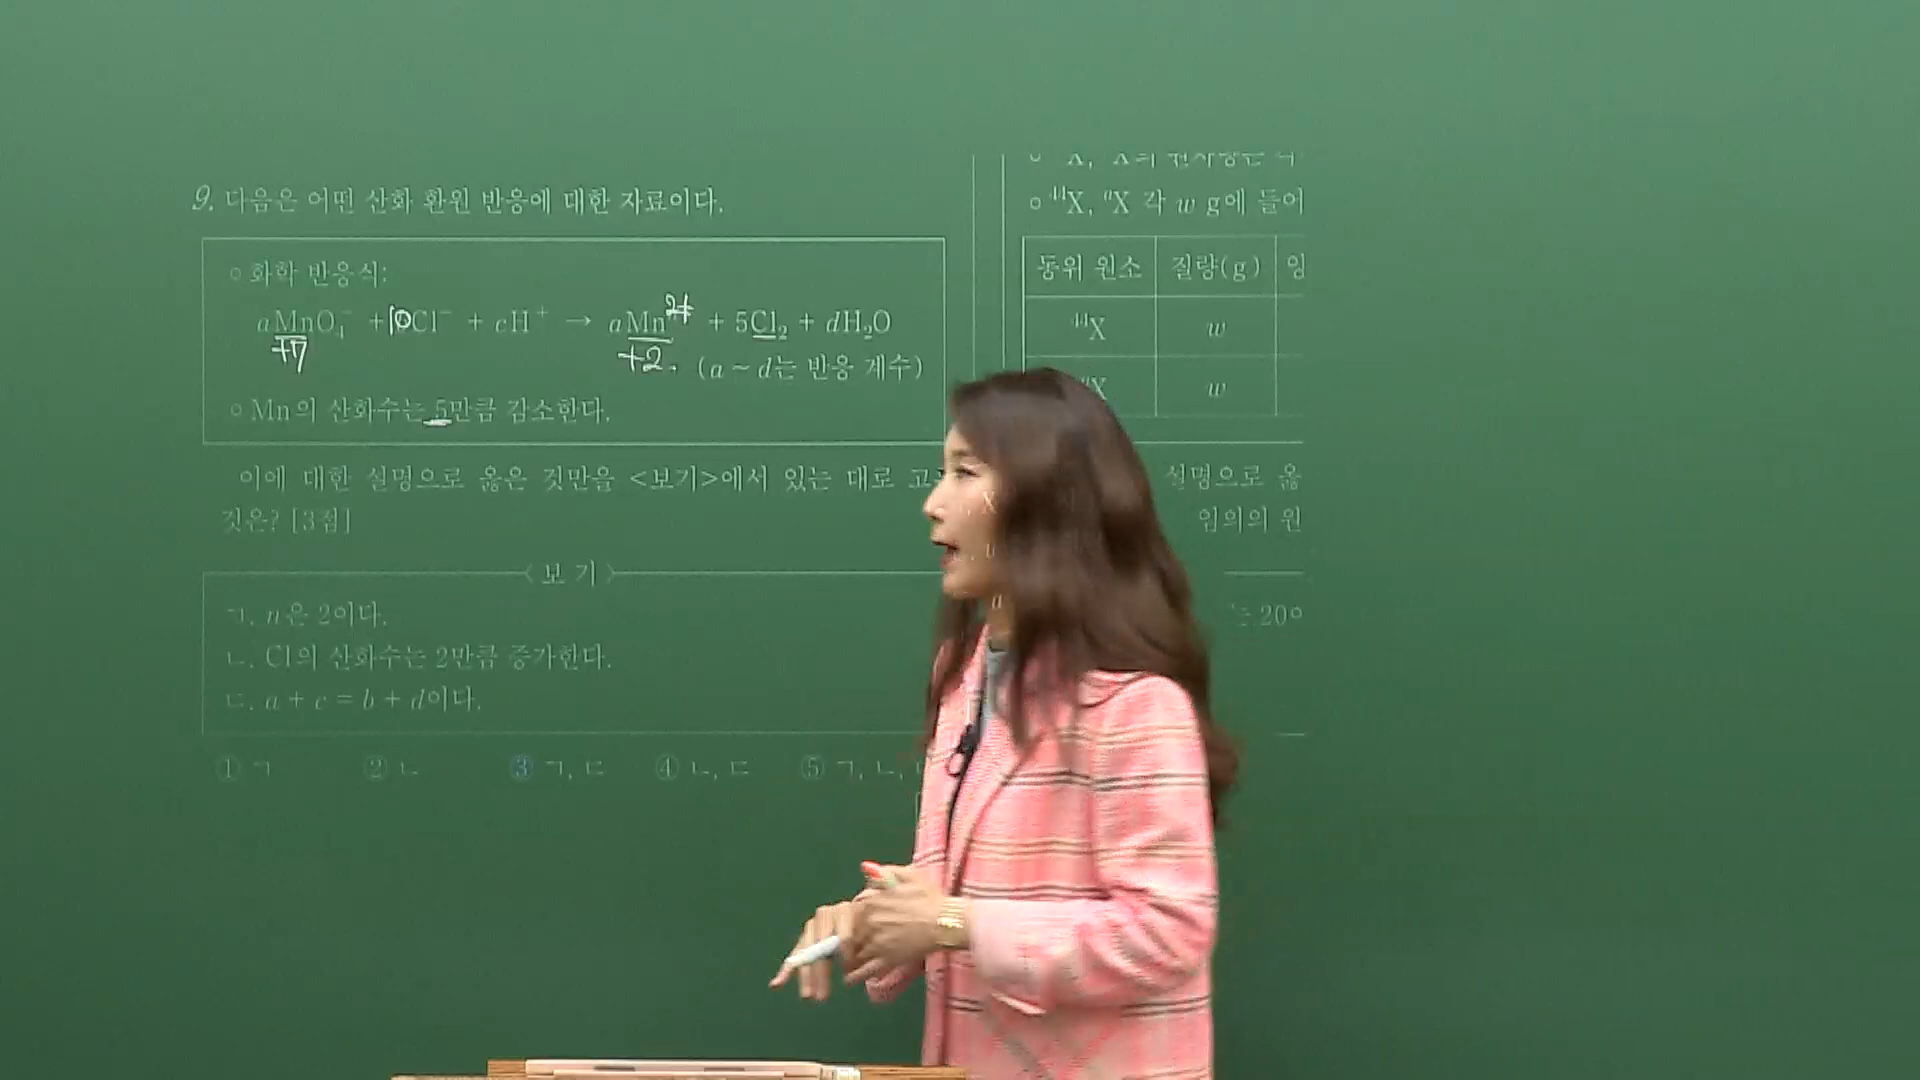 9. 다음은 어떤 산화 환원 반응에 대한 자료이다.
○ 화학 반응식:
aMnO₄⁻ + 10Cl⁻ + cH⁺ → aMn²⁺ + 5Cl₂ + dH₂O
+7
+2
(a ~ d는 반응 계수)
○ Mn의 산화수는 5만큼 감소한다.
이에 대한 설명으로 옳은 것만을 <보기>에서 있는 대로
것은? [3점]
<보 기>
ㄱ. n은 2이다.
ㄴ. Cl의 산화수는 2만큼 증가한다.
ㄷ. a + c = b + d이다.
① ㄱ ② ㄴ ③ ㄱ, ㄷ ④ ㄴ, ㄷ ⑤ ㄱ, ㄴ,
○ ⁴⁴X, ⁿX 각 w g에 들어
동위 원소 질량(g)
⁴⁴X w
X w
설명으로 옳
임의의 원
는 20